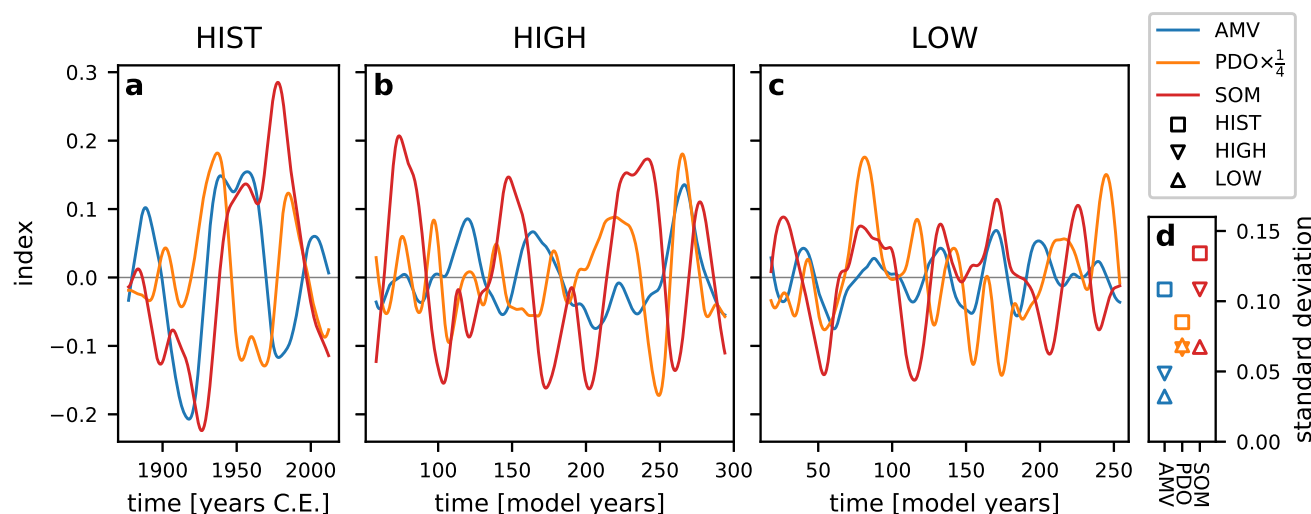 HIST
HIGH
LOW
a
b
c
d
index
0.3
0.2
0.1
0.0
−0.1
−0.2
1900
1950
2000
time [years C.E.]
100
150
200
250
300
time [model years]
50
100
150
200
250
time [model years]
AMV
PDO×1/4
SOM
HIST
HIGH
LOW
0.15
0.10
0.05
0.00
standard deviation
AMV
PDO
SOM